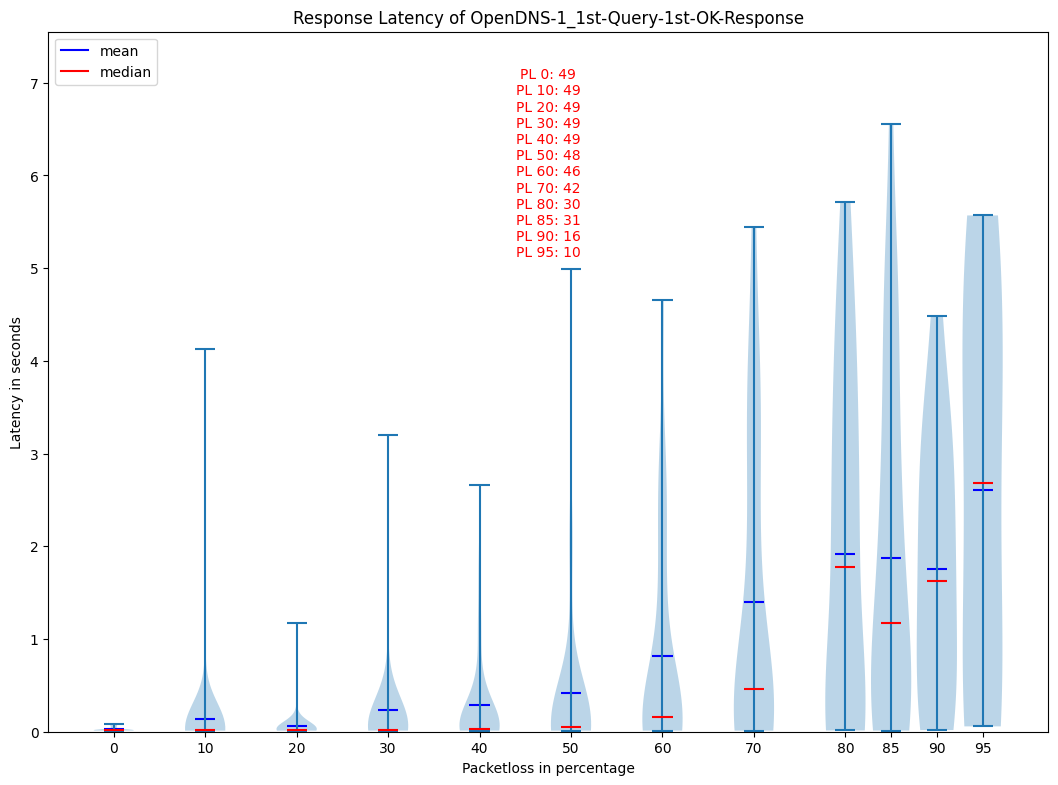 Response Latency of OpenDNS-1_1st-Query-1st-OK-Response
mean
median
PL 0: 49
PL 10: 49
PL 20: 49
PL 30: 49
PL 40: 49
PL 50: 48
PL 60: 46
PL 70: 42
PL 80: 30
PL 85: 31
PL 90: 16
PL 95: 10
Latency in seconds
7
6
5
4
3
2
1
0
0 10 20 30 40 50 60 70 80 85 90 95
Packetloss in percentage